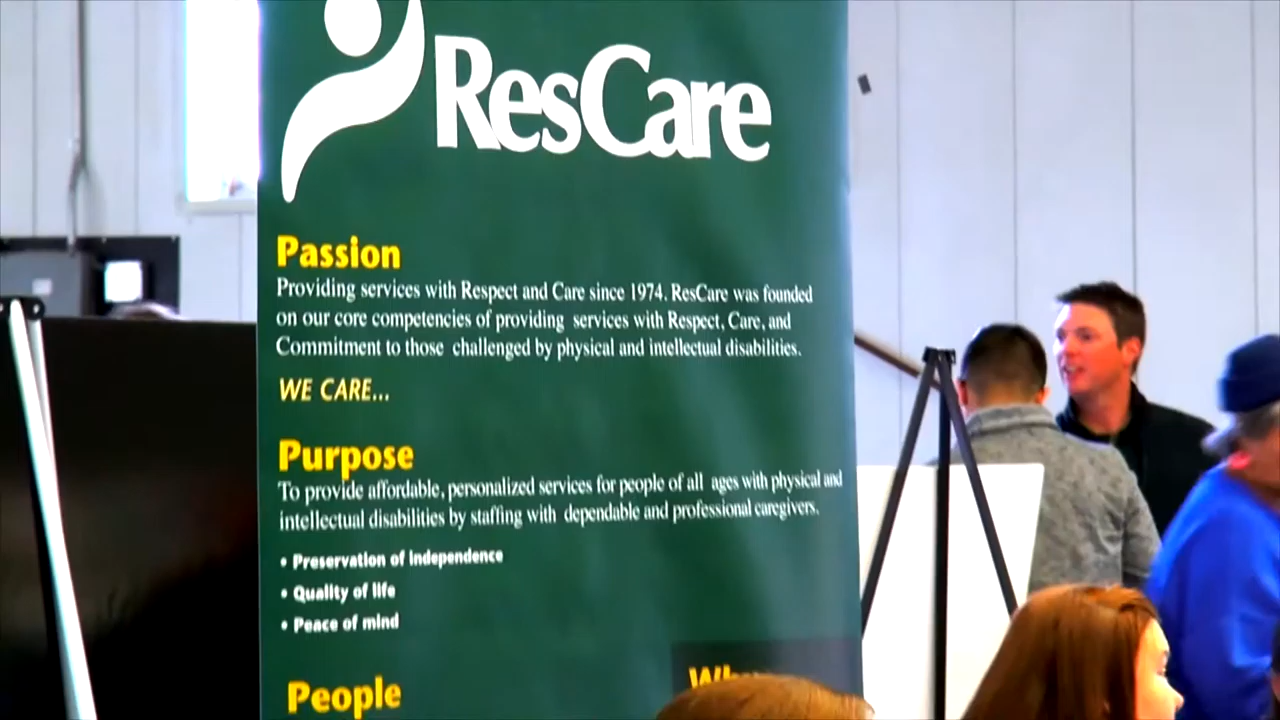 ResCare
Passion
Providing services with Respect and Care since 1974. ResCare was founded
on our core competencies of providing services with Respect, Care, and
Commitment to those challenged by physical and intellectual disabilities.
WE CARE...
Purpose
To provide affordable, personalized services for people of all ages with physical and
intellectual disabilities by staffing with dependable and professional caregivers.
• Preservation of Independence
• Quality of life
• Peace of mind
People